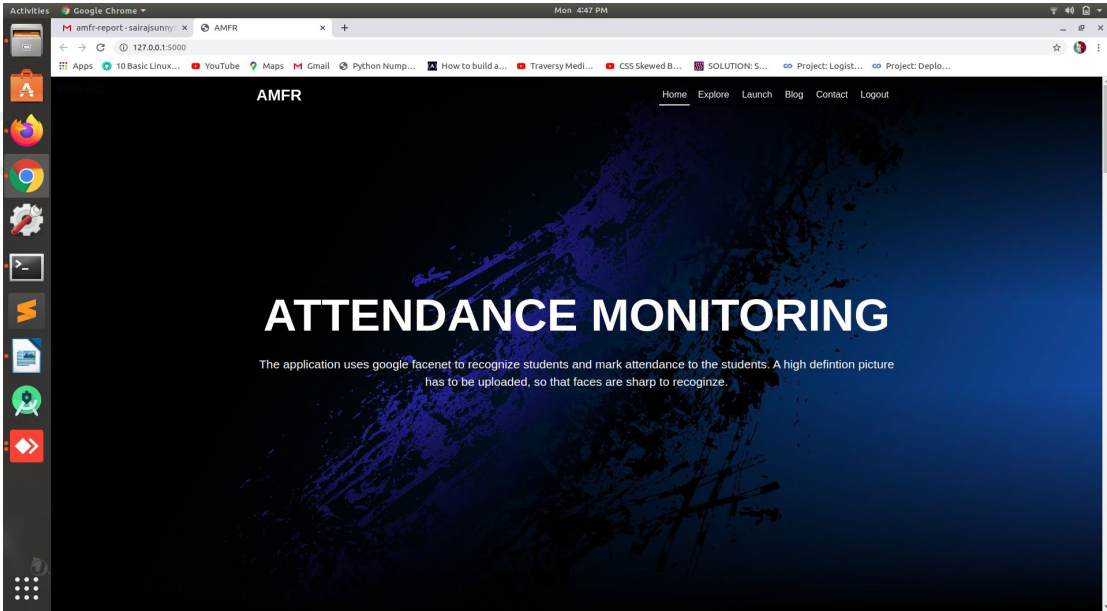 Activities Google Chrome Mon 4:47 PM
amfr-report-sairajsunny AMFR
127.0.0.1:5000
Apps 10 Basic Linux... YouTube Maps Gmail Python Nump... How to build a... Traversy Medi... CSS Skewed B... SOLUTION: S... Project: Logist... Project: Deplo...
AMFR Home Explore Launch Blog Contact Logout
ATTENDANCE MONITORING
The application uses google facenet to recognize students and mark attendance to the students. A high defintion picture
has to be uploaded, so that faces are sharp to recoginze.